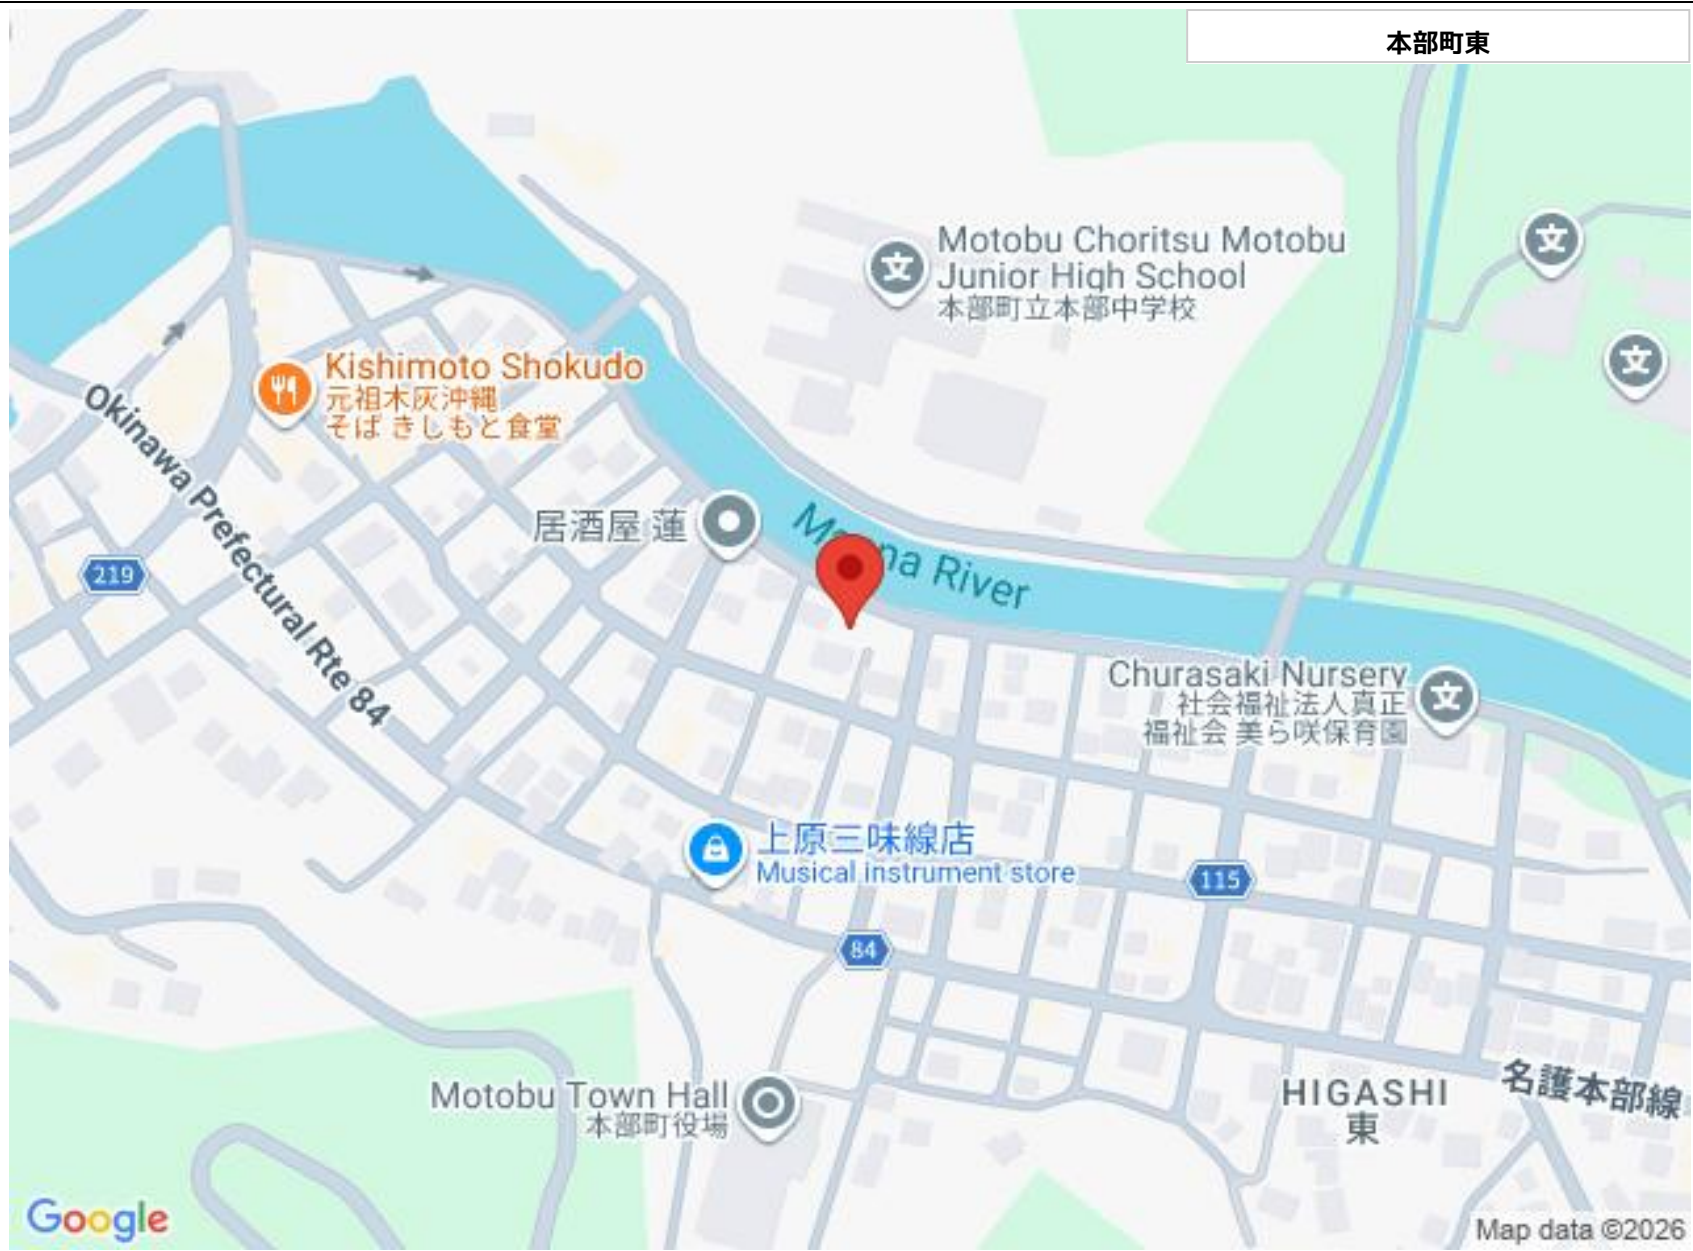 本部町東
Motobu Choritsu Motobu
Junior High School
本部町立本部中学校
Kishimoto Shokudo
元祖木灰沖縄
そば きしもと食堂
Okinawa Prefectural Rte 84
居酒屋 蓮
River
219
Churasaki Nursery
社会福祉法人真正
福祉会 美ら咲保育園
上原三味線店
Musical instrument store
115
84
Motobu Town Hall
本部町役場
HIGASHI
東
名護本部線
文
文
文
文
Google
Map data ©2026